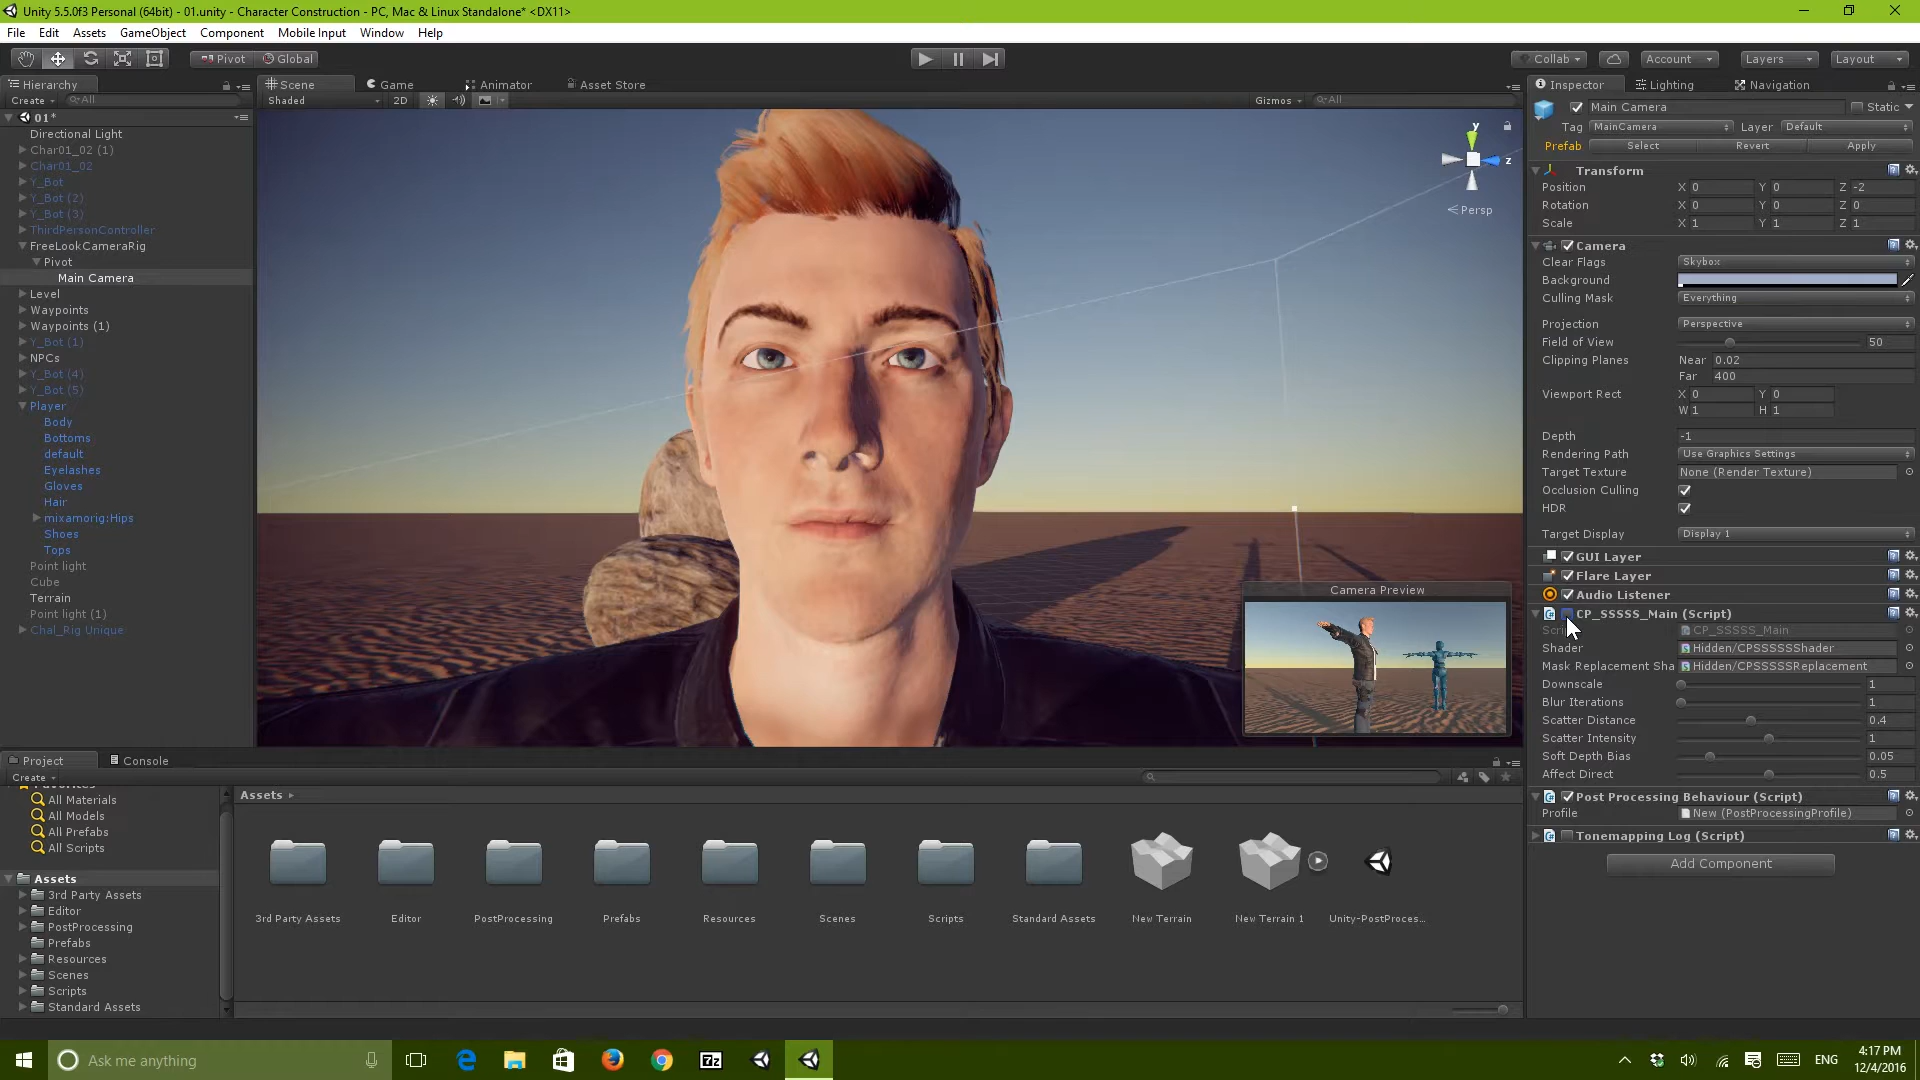 Unity 5.5.0f3 Personal (64bit) - 01.unity - Character Construction - PC, Mac & Linux Standalone* <DX11>
File Edit Assets GameObject Component Mobile Input Window Help
Pivot Global
Collab Account Layers Layout
Hierarchy
Create All
01*
Directional Light
Char01_02 (1)
Char01_02
Y_Bot
Y_Bot (2)
Y_Bot (3)
ThirdPersonController
FreeLookCameraRig
Pivot
Main Camera
Level
Waypoints
Waypoints (1)
Y_Bot (1)
NPCs
Y_Bot (4)
Y_Bot (5)
Player
Body
Bottoms
default
Eyelashes
Gloves
Hair
mixamorig:Hips
Shoes
Tops
Point light
Cube
Terrain
Point light (1)
Chal_Rig Unique
Scene Game Animator Asset Store
Shaded 2D Gizmos All
y
z
Persp
Camera Preview
Inspector Lighting Navigation
Main Camera Static
Tag MainCamera Layer Default
Prefab Select Revert Apply
Transform
Position X 0 Y 0 Z -2
Rotation X 0 Y 0 Z 0
Scale X 1 Y 1 Z 1
Camera
Clear Flags Skybox
Background
Culling Mask Everything
Projection Perspective
Field of View 50
Clipping Planes Near 0.02
Far 400
Viewport Rect X 0 Y 0
W 1 H 1
Depth -1
Rendering Path Use Graphics Settings
Target Texture None (Render Texture)
Occlusion Culling
HDR
Target Display Display 1
GUI Layer
Flare Layer
Audio Listener
CP_SSSSS_Main (Script)
CP_SSSSS_Main
Shader Hidden/CPSSSSSShader
Mask Replacement Sha Hidden/CPSSSSSReplacement
Downscale 1
Blur Iterations 1
Scatter Distance 0.4
Scatter Intensity 1
Soft Depth Bias 0.05
Affect Direct 0.5
Post Processing Behaviour (Script)
Profile New (PostProcessingProfile)
Tonemapping Log (Script)
Add Component
Project Console
Create
Favorites
All Materials
All Models
All Prefabs
All Scripts
Assets
3rd Party Assets
Editor
PostProcessing
Prefabs
Resources
Scenes
Scripts
Standard Assets
Assets
3rd Party Assets Editor PostProcessing Prefabs Resources Scenes Scripts Standard Assets New Terrain New Terrain 1 Unity-PostProces...
Ask me anything
7z
ENG
4:17 PM
12/4/2016